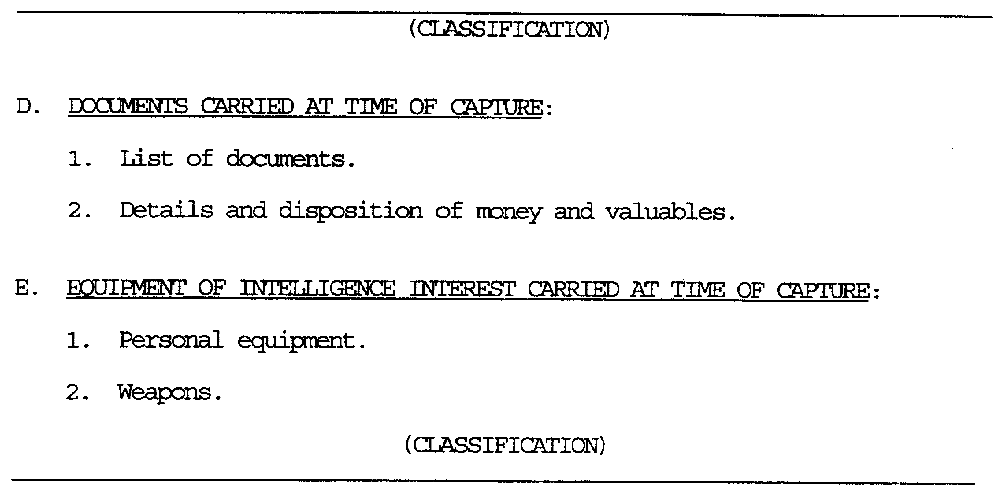 (CLASSIFICATION)
D. DOCUMENTS CARRIED AT TIME OF CAPTURE:
1. List of documents.
2. Details and disposition of money and valuables.
E. EQUIPMENT OF INTELLIGENCE INTEREST CARRIED AT TIME OF CAPTURE:
1. Personal equipment.
2. Weapons.
(CLASSIFICATION)